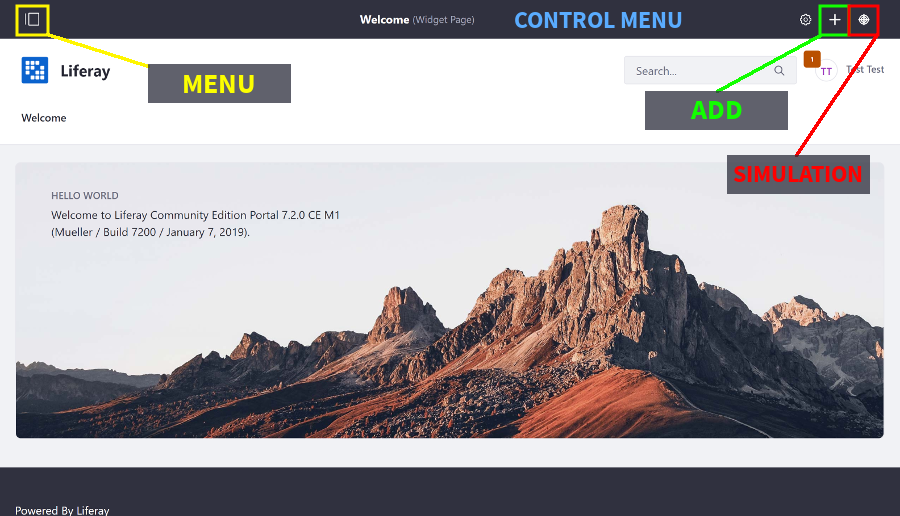 Welcome (Widget Page)
CONTROL MENU
Liferay
MENU
Search...
1
TT
Test Test
ADD
Welcome
SIMULATION
HELLO WORLD
Welcome to Liferay Community Edition Portal 7.2.0 CE M1
(Mueller / Build 7200 / January 7, 2019).
Powered By Liferay